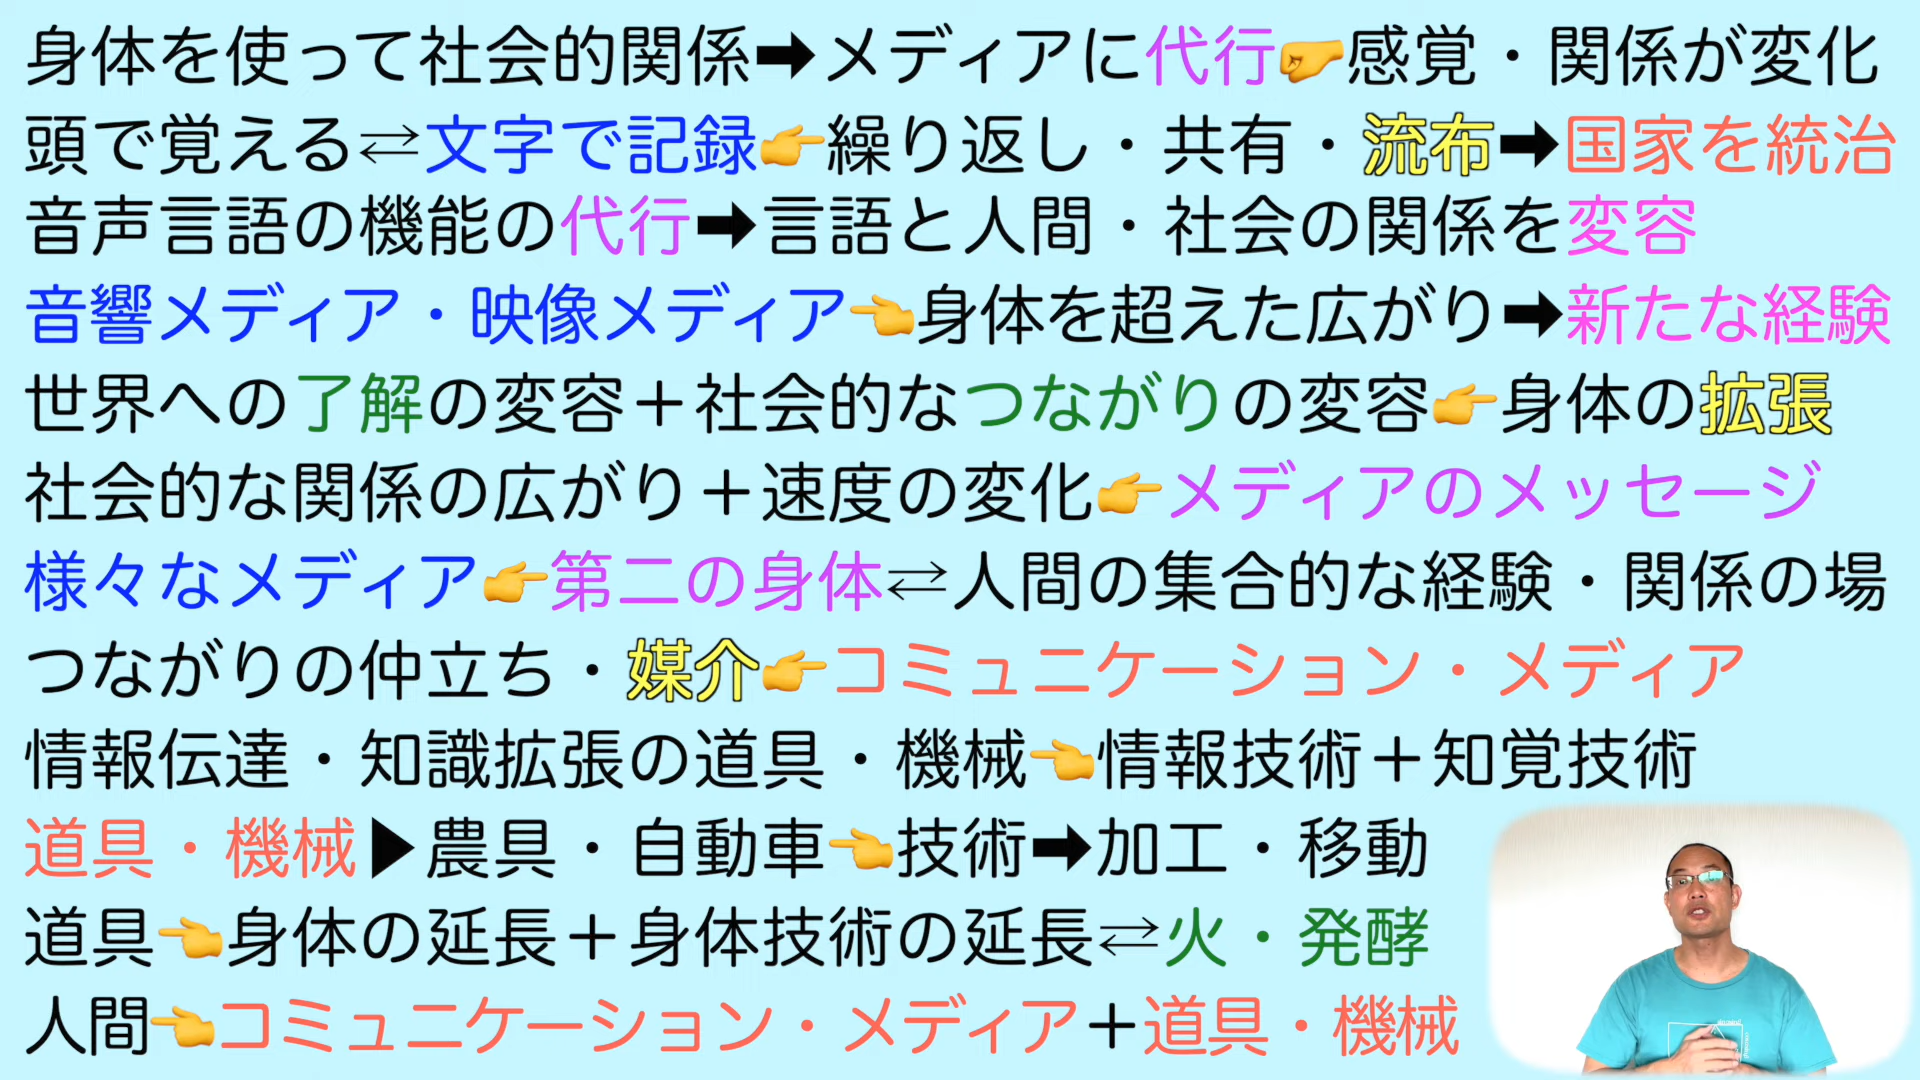 身体を使って社会的関係➡メディアに代行🤛感覚・関係が変化
頭で覚える⇄文字で記録👉繰り返し・共有・流布➡国家を統治
音声言語の機能の代行➡言語と人間・社会の関係を変容
音響メディア・映像メディア👈身体を超えた広がり➡新たな経験
世界への了解の変容＋社会的なつながりの変容👉身体の拡張
社会的な関係の広がり＋速度の変化👉メディアのメッセージ
様々なメディア👉第二の身体⇄人間の集合的な経験・関係の場
つながりの仲立ち・媒介👉コミュニケーション・メディア
情報伝達・知識拡張の道具・機械👈情報技術＋知覚技術
道具・機械▶農具・自動車👈技術➡加工・移動
道具👈身体の延長＋身体技術の延長⇄火・発酵
人間👈コミュニケーション・メディア＋道具・機械